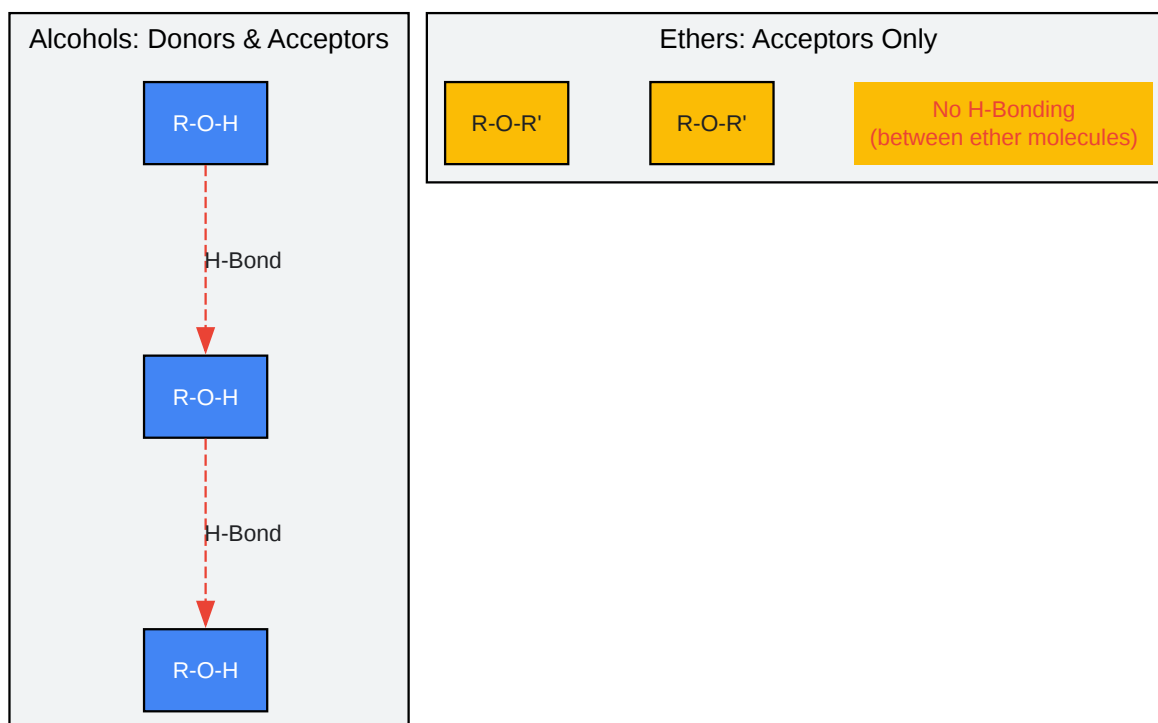 Alcohols: Donors & Acceptors
R-O-H
H-Bond
R-O-H
H-Bond
R-O-H
Ethers: Acceptors Only
R-O-R'
R-O-R'
No H-Bonding
(between ether molecules)